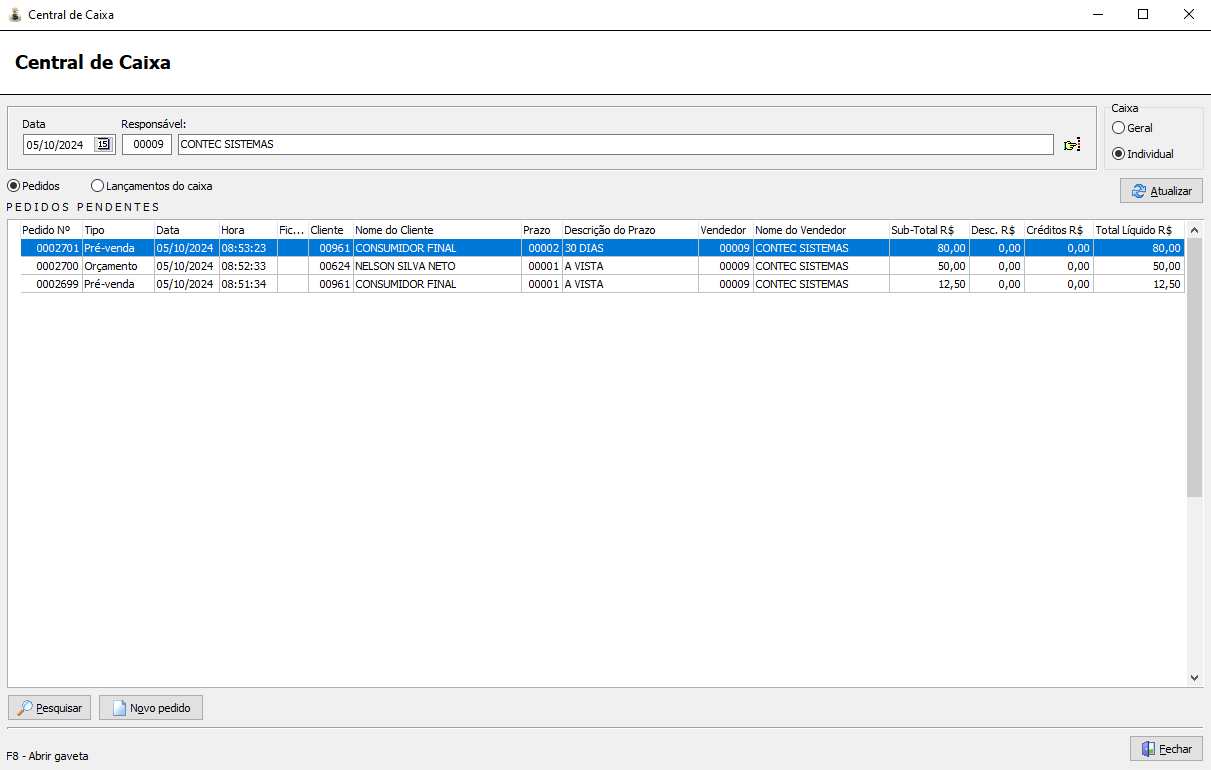 Central de Caixa
Central de Caixa
Data
Responsável:
05/10/2024 15 00009 CONTEC SISTEMAS
Caixa
Geral
Individual
Pedidos Lançamentos do caixa
Atualizar
PEDIDOS PENDENTES
Pedido Nº Tipo Data Hora Fic... Cliente Nome do Cliente Prazo Descrição do Prazo Vendedor Nome do Vendedor Sub-Total R$ Desc. R$ Créditos R$ Total Líquido R$
0002701 Pré-venda 05/10/2024 08:53:23 00961 CONSUMIDOR FINAL 00002 30 DIAS 00009 CONTEC SISTEMAS 80,00 0,00 0,00 80,00
0002700 Orçamento 05/10/2024 08:52:33 00624 NELSON SILVA NETO 00001 A VISTA 00009 CONTEC SISTEMAS 50,00 0,00 0,00 50,00
0002699 Pré-venda 05/10/2024 08:51:34 00961 CONSUMIDOR FINAL 00001 A VISTA 00009 CONTEC SISTEMAS 12,50 0,00 0,00 12,50
Pesquisar Novo pedido
F8 - Abrir gaveta
Fechar